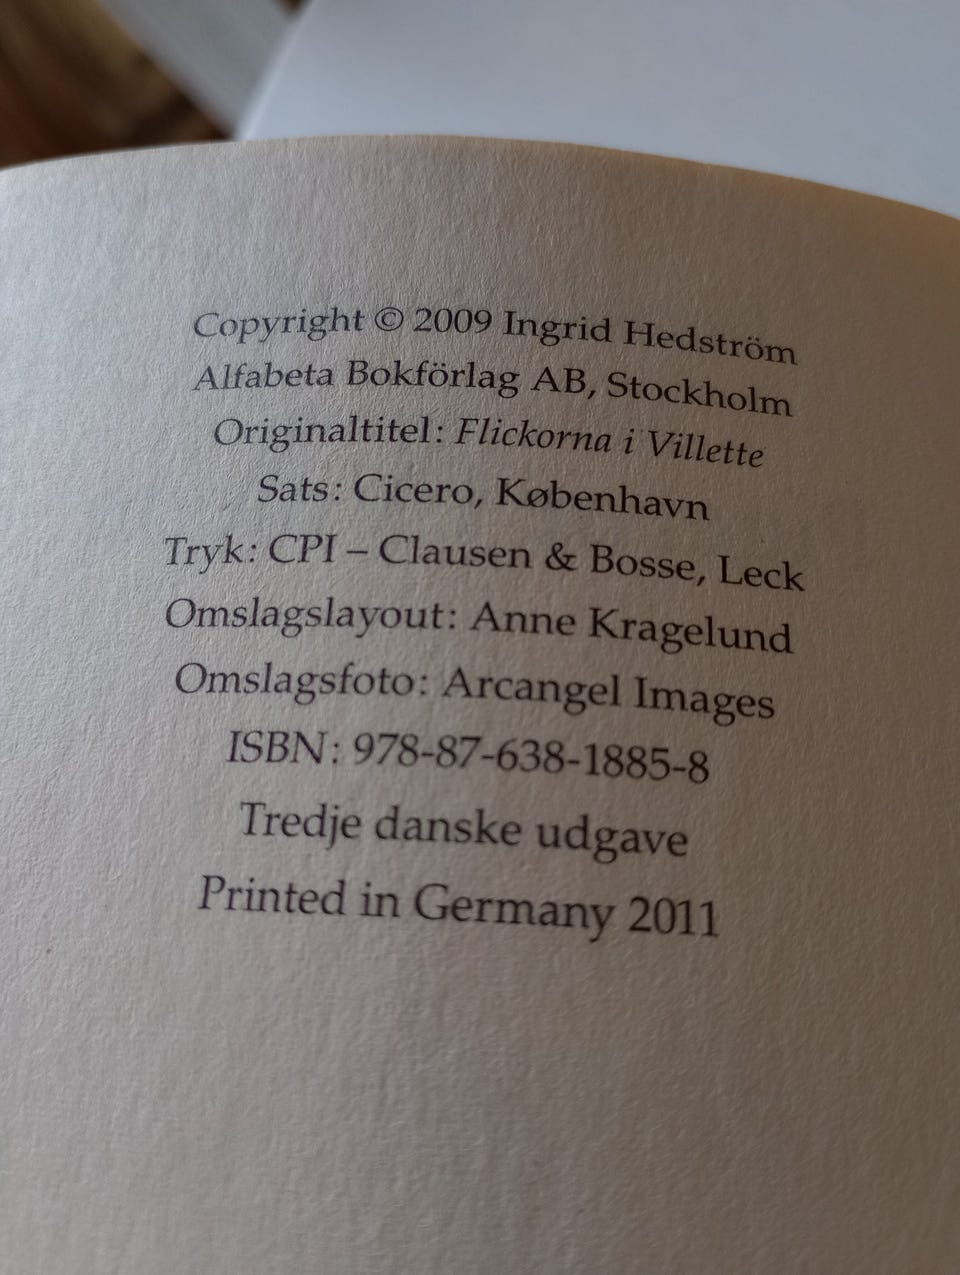 Copyright © 2009 Ingrid Hedström
Alfabeta Bokförlag AB, Stockholm
Originaltitel: Flickorna i Villette
Sats: Cicero, København
Tryk: CPI – Clausen & Bosse, Leck
Omslagslayout: Anne Kragelund
Omslagsfoto: Arcangel Images
ISBN: 978-87-638-1885-8
Tredje danske udgave
Printed in Germany 2011